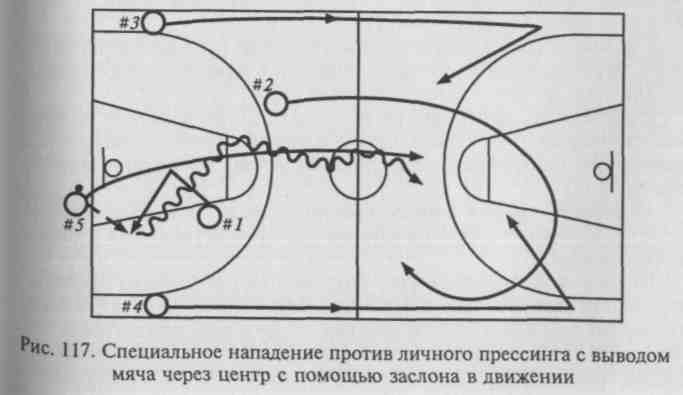 #3
#2
#5
#1
#4
Рис. 117. Специальное нападение против личного прессинга с выводом
мяча через центр с помощью заслона в движении